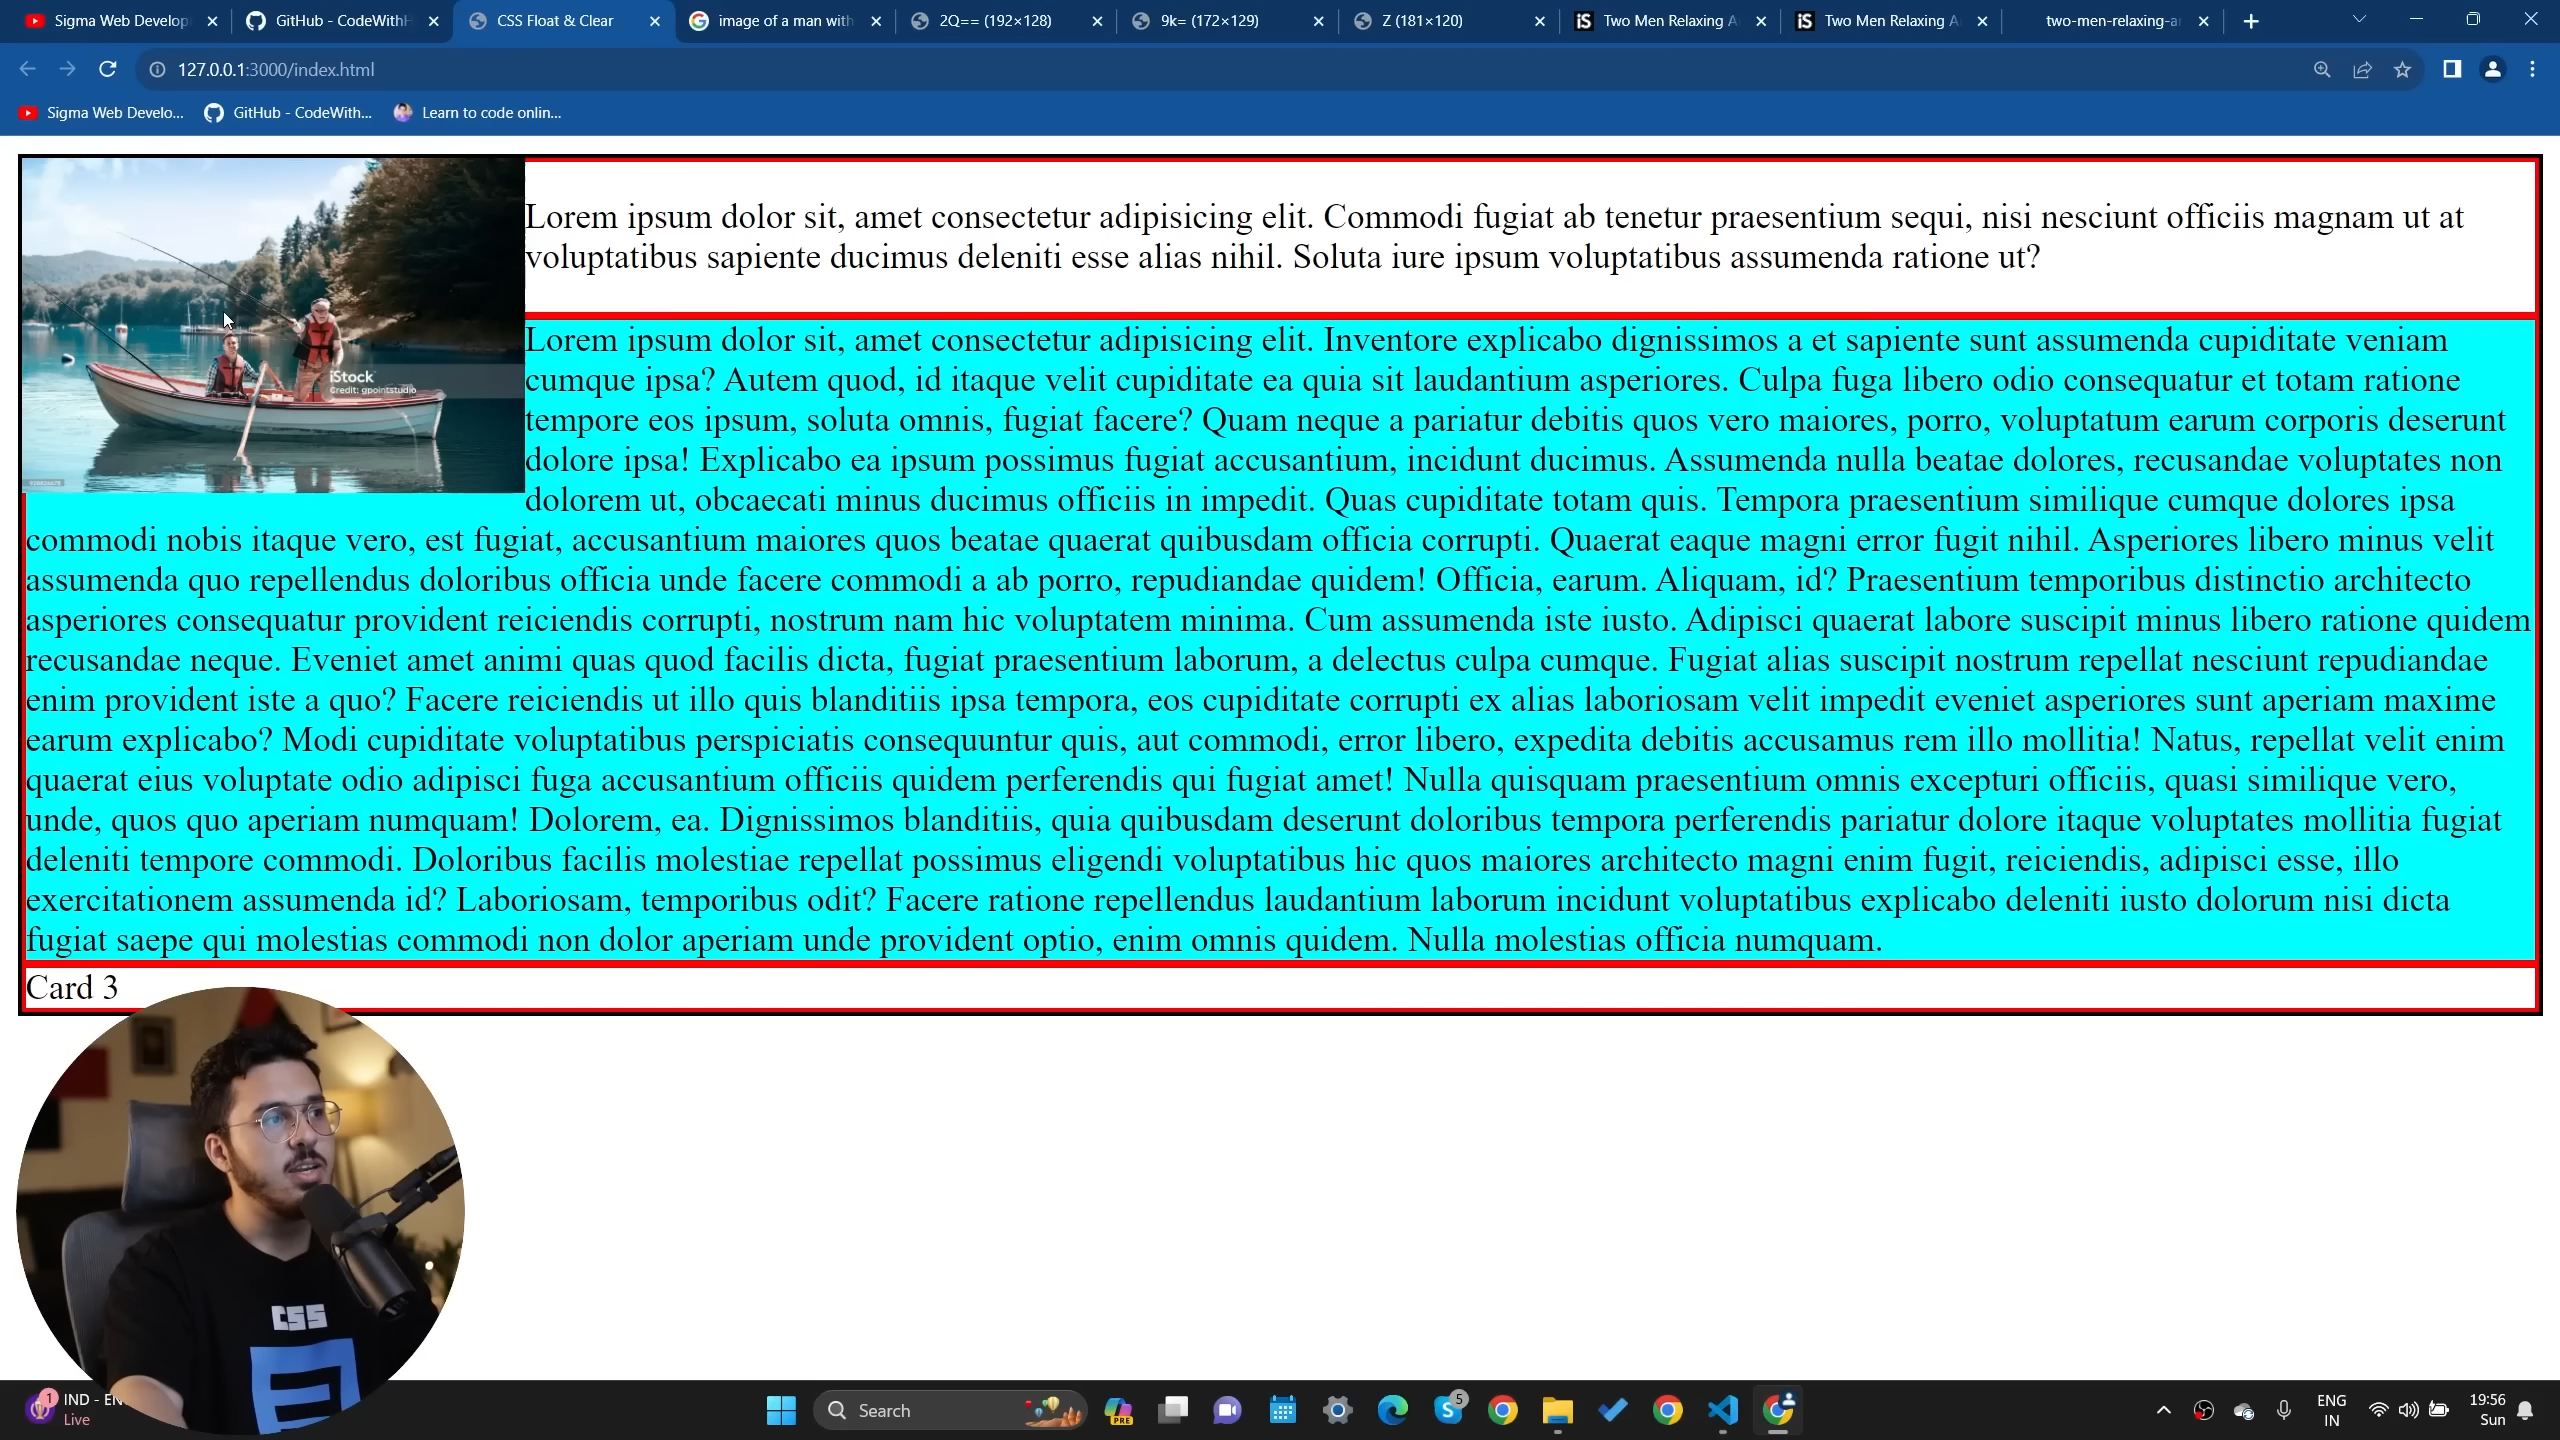 Sigma Web Develop
GitHub - CodeWithH
CSS Float & Clear
image of a man with
2Q== (192×128)
9k= (172×129)
Z (181×120)
iS Two Men Relaxing A
iS Two Men Relaxing A
two-men-relaxing-a
127.0.0.1:3000/index.html
Sigma Web Develo...
GitHub - CodeWith...
Learn to code onlin...
Lorem ipsum dolor sit, amet consectetur adipisicing elit. Commodi fugiat ab tenetur praesentium sequi, nisi nesciunt officiis magnam ut at
voluptatibus sapiente ducimus deleniti esse alias nihil. Soluta iure ipsum voluptatibus assumenda ratione ut?
iStock
Credit: gpointstudio
Lorem ipsum dolor sit, amet consectetur adipisicing elit. Inventore explicabo dignissimos a et sapiente sunt assumenda cupiditate veniam
cumque ipsa? Autem quod, id itaque velit cupiditate ea quia sit laudantium asperiores. Culpa fuga libero odio consequatur et totam ratione
tempore eos ipsum, soluta omnis, fugiat facere? Quam neque a pariatur debitis quos vero maiores, porro, voluptatum earum corporis deserunt
dolore ipsa! Explicabo ea ipsum possimus fugiat accusantium, incidunt ducimus. Assumenda nulla beatae dolores, recusandae voluptates non
dolorem ut, obcaecati minus ducimus officiis in impedit. Quas cupiditate totam quis. Tempora praesentium similique cumque dolores ipsa
commodi nobis itaque vero, est fugiat, accusantium maiores quos beatae quaerat quibusdam officia corrupti. Quaerat eaque magni error fugit nihil. Asperiores libero minus velit
assumenda quo repellendus doloribus officia unde facere commodi a ab porro, repudiandae quidem! Officia, earum. Aliquam, id? Praesentium temporibus distinctio architecto
asperiores consequatur provident reiciendis corrupti, nostrum nam hic voluptatem minima. Cum assumenda iste iusto. Adipisci quaerat labore suscipit minus libero ratione quidem
recusandae neque. Eveniet amet animi quas quod facilis dicta, fugiat praesentium laborum, a delectus culpa cumque. Fugiat alias suscipit nostrum repellat nesciunt repudiandae
enim provident iste a quo? Facere reiciendis ut illo quis blanditiis ipsa tempora, eos cupiditate corrupti ex alias laboriosam velit impedit eveniet asperiores sunt aperiam maxime
earum explicabo? Modi cupiditate voluptatibus perspiciatis consequuntur quis, aut commodi, error libero, expedita debitis accusamus rem illo mollitia! Natus, repellat velit enim
quaerat eius voluptate odio adipisci fuga accusantium officiis quidem perferendis qui fugiat amet! Nulla quisquam praesentium omnis excepturi officiis, quasi similique vero,
unde, quos quo aperiam numquam! Dolorem, ea. Dignissimos blanditiis, quia quibusdam deserunt doloribus tempora perferendis pariatur dolore itaque voluptates mollitia fugiat
deleniti tempore commodi. Doloribus facilis molestiae repellat possimus eligendi voluptatibus hic quos maiores architecto magni enim fugit, reiciendis, adipisci esse, illo
exercitationem assumenda id? Laboriosam, temporibus odit? Facere ratione repellendus laudantium laborum incidunt voluptatibus explicabo deleniti iusto dolorum nisi dicta
fugiat saepe qui molestias commodi non dolor aperiam unde provident optio, enim omnis quidem. Nulla molestias officia numquam.
Card 3
CSS
1
IND - EN
Live
Search
PRE
5
ENG
IN
19:56
Sun